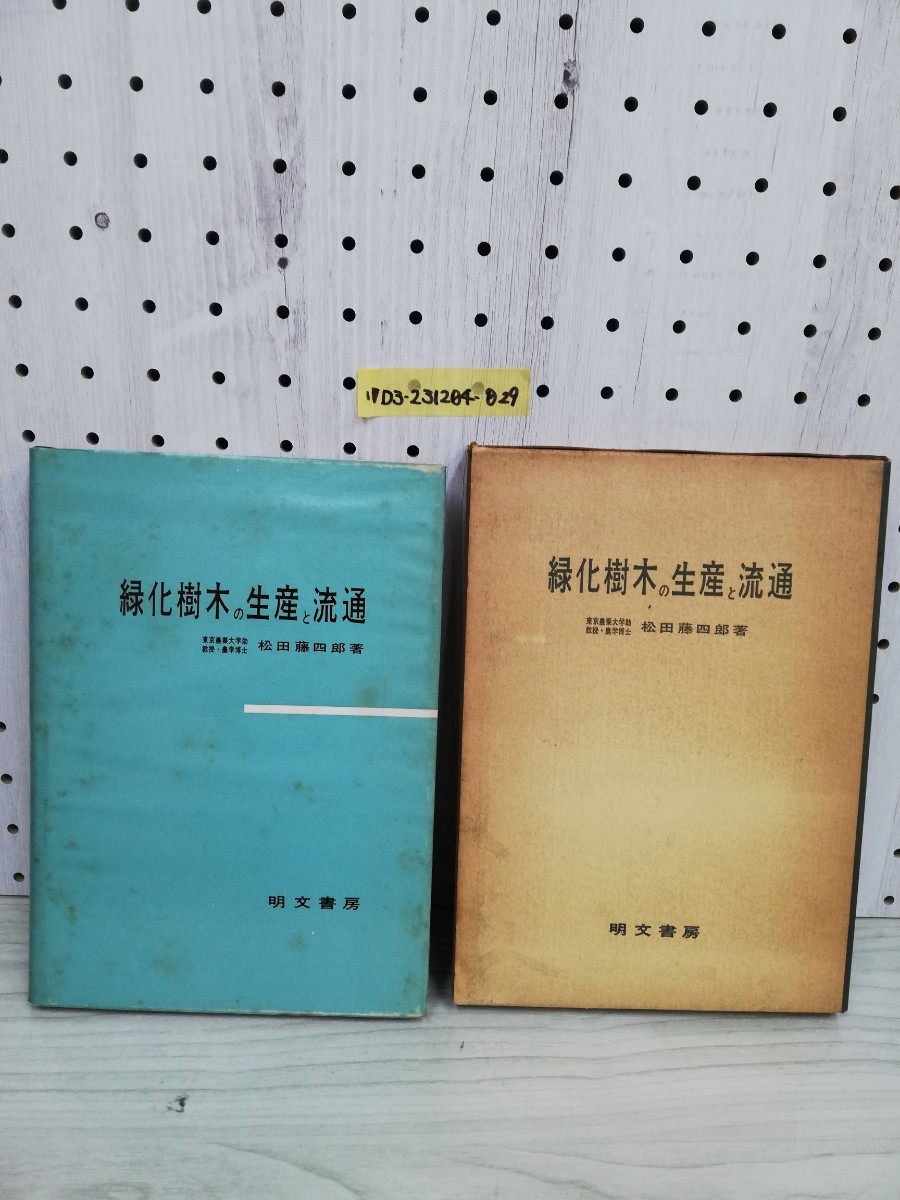 1D3-231204-029
緑化樹木の生産と流通
東京農業大学助
教授・農学博士 松田藤四郎著
明文書房
緑化樹木の生産と流通
東京農業大学助
教授・農学博士 松田藤四郎著
明文書房